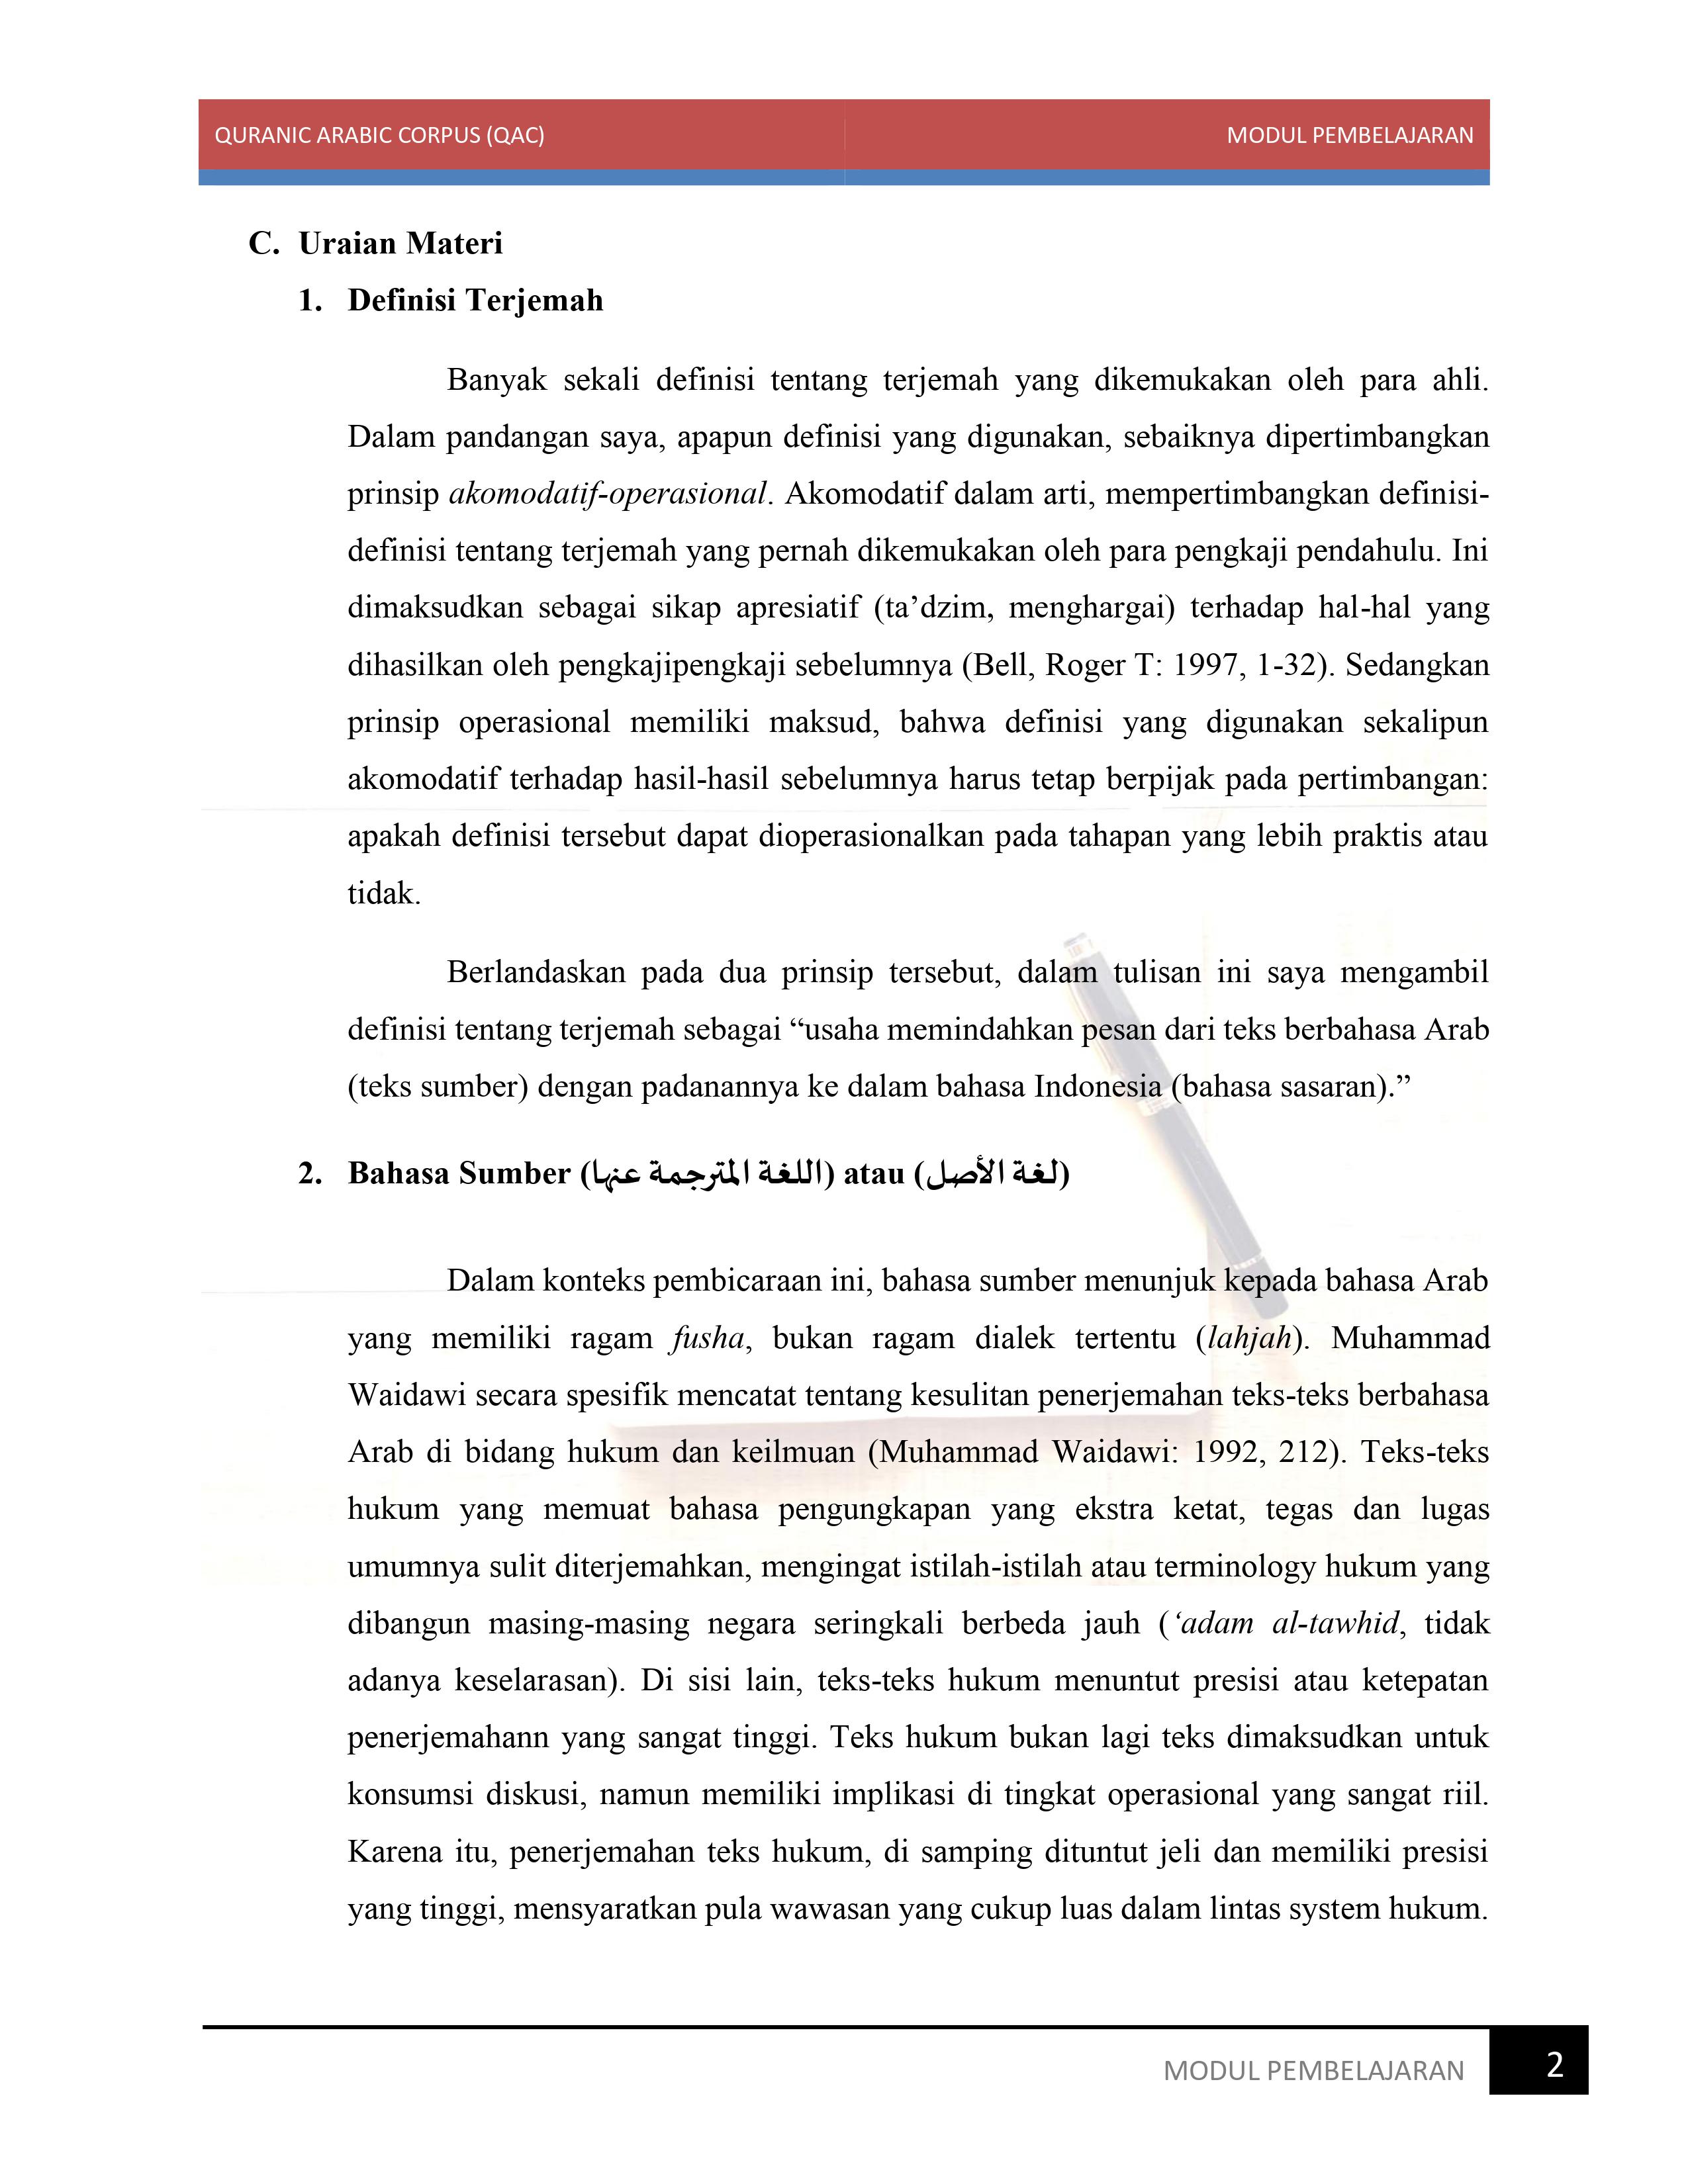 QURANIC ARABIC CORPUS (QAC) MODUL PEMBELAJARAN
C. Uraian Materi
1. Definisi Terjemah
Banyak sekali definisi tentang terjemah yang dikemukakan oleh para ahli.
Dalam pandangan saya, apapun definisi yang digunakan, sebaiknya dipertimbangkan
prinsip akomodatif-operasional. Akomodatif dalam arti, mempertimbangkan definisi-
definisi tentang terjemah yang pernah dikemukakan oleh para pengkaji pendahulu. Ini
dimaksudkan sebagai sikap apresiatif (ta’dzim, menghargai) terhadap hal-hal yang
dihasilkan oleh pengkajipengkaji sebelumnya (Bell, Roger T: 1997, 1-32). Sedangkan
prinsip operasional memiliki maksud, bahwa definisi yang digunakan sekalipun
akomodatif terhadap hasil-hasil sebelumnya harus tetap berpijak pada pertimbangan:
apakah definisi tersebut dapat dioperasionalkan pada tahapan yang lebih praktis atau
tidak.
Berlandaskan pada dua prinsip tersebut, dalam tulisan ini saya mengambil
definisi tentang terjemah sebagai “usaha memindahkan pesan dari teks berbahasa Arab
(teks sumber) dengan padanannya ke dalam bahasa Indonesia (bahasa sasaran).”
2. Bahasa Sumber (اللغة المترجمة عنها) atau (لغة الأصل)
Dalam konteks pembicaraan ini, bahasa sumber menunjuk kepada bahasa Arab
yang memiliki ragam fusha, bukan ragam dialek tertentu (lahjah). Muhammad
Waidawi secara spesifik mencatat tentang kesulitan penerjemahan teks-teks berbahasa
Arab di bidang hukum dan keilmuan (Muhammad Waidawi: 1992, 212). Teks-teks
hukum yang memuat bahasa pengungkapan yang ekstra ketat, tegas dan lugas
umumnya sulit diterjemahkan, mengingat istilah-istilah atau terminology hukum yang
dibangun masing-masing negara seringkali berbeda jauh (‘adam al-tawhid, tidak
adanya keselarasan). Di sisi lain, teks-teks hukum menuntut presisi atau ketepatan
penerjemahann yang sangat tinggi. Teks hukum bukan lagi teks dimaksudkan untuk
konsumsi diskusi, namun memiliki implikasi di tingkat operasional yang sangat riil.
Karena itu, penerjemahan teks hukum, di samping dituntut jeli dan memiliki presisi
yang tinggi, mensyaratkan pula wawasan yang cukup luas dalam lintas system hukum.
MODUL PEMBELAJARAN 2